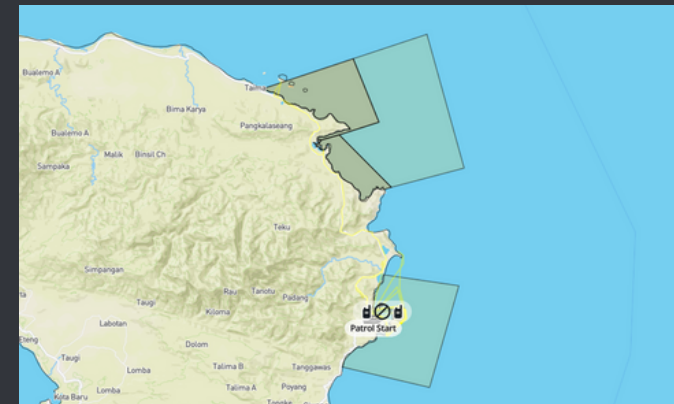 Bualemo A
Taima
Bima Karya
Pangkalaseang
Bualemo A
Malik
Binsil Ch
Sampaka
Teku
Simpangan
Rau
Tanotu
Padang
Taugi
Kiloma
Patrol Start
Labotan
Eteng
Dolom
Taugi
Talima B
Tanggawas
Lomba
Lomba
Talima A
Poyang
Kota Baru